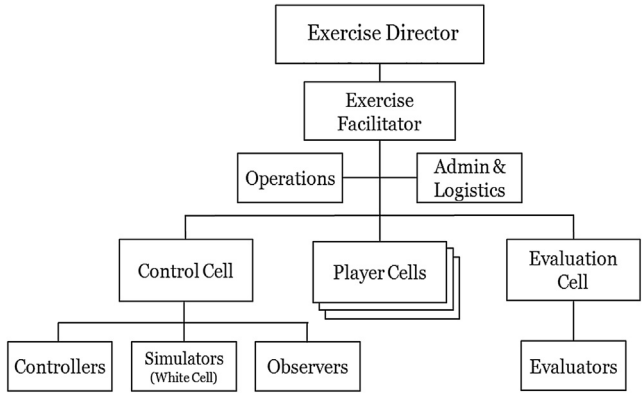 Exercise Director
Exercise
Facilitator
Operations
Admin &
Logistics
Control Cell
Player Cells
Evaluation
Cell
Controllers
Simulators
(White Cell)
Observers
Evaluators